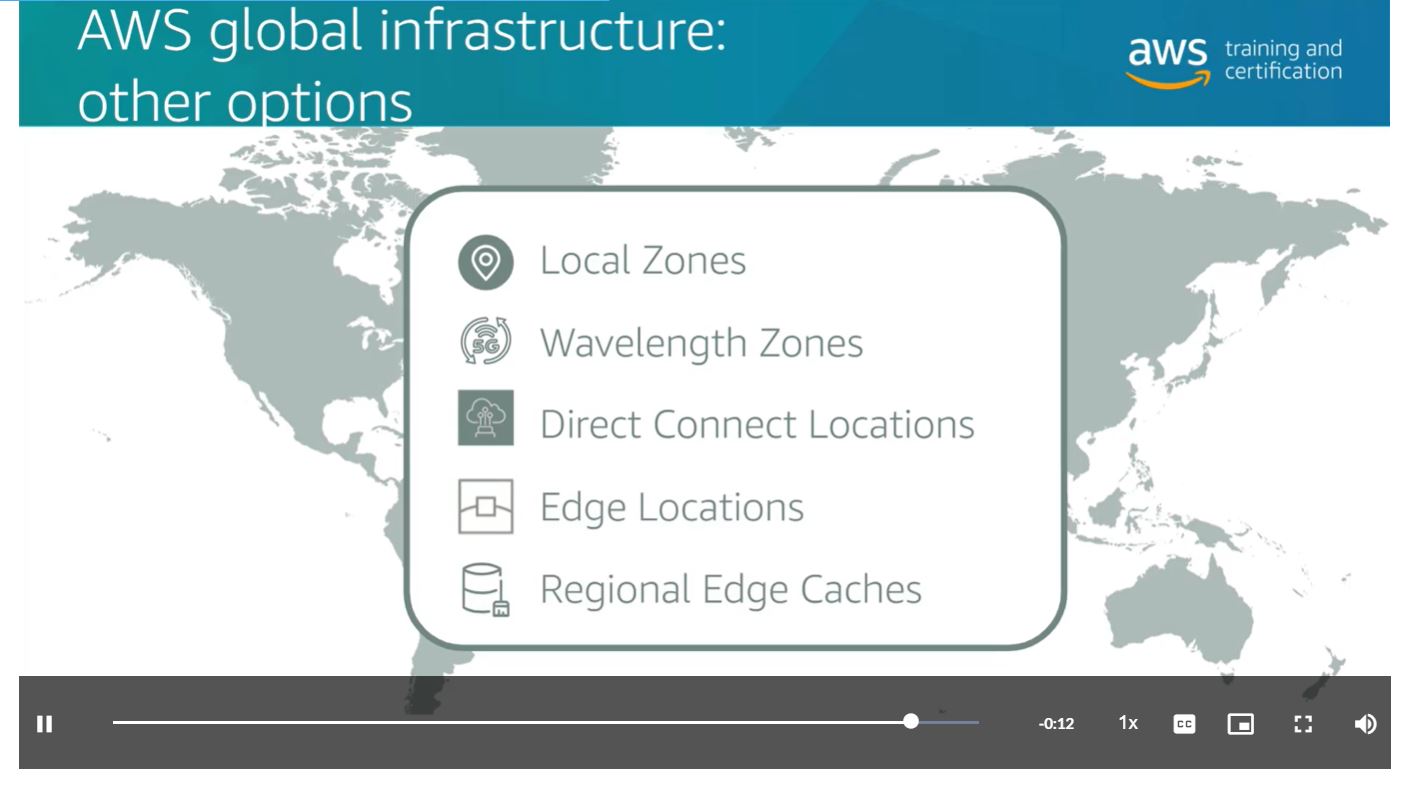 AWS global infrastructure:
other options
aws training and
certification
Local Zones
5G
Wavelength Zones
Direct Connect Locations
Edge Locations
Regional Edge Caches
-0:12
1x
CC